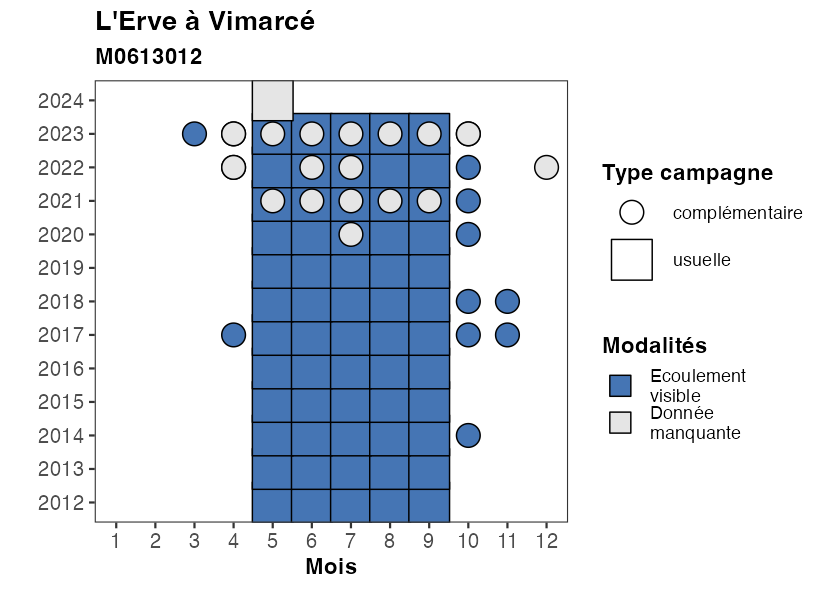 L'Erve à Vimarcé
M0613012
2024
2023
2022
2021
2020
2019
2018
2017
2016
2015
2014
2013
2012
1 2 3 4 5 6 7 8 9 10 11 12
Mois
Type campagne
complémentaire
usuelle
Modalités
Ecoulement
visible
Donnée
manquante